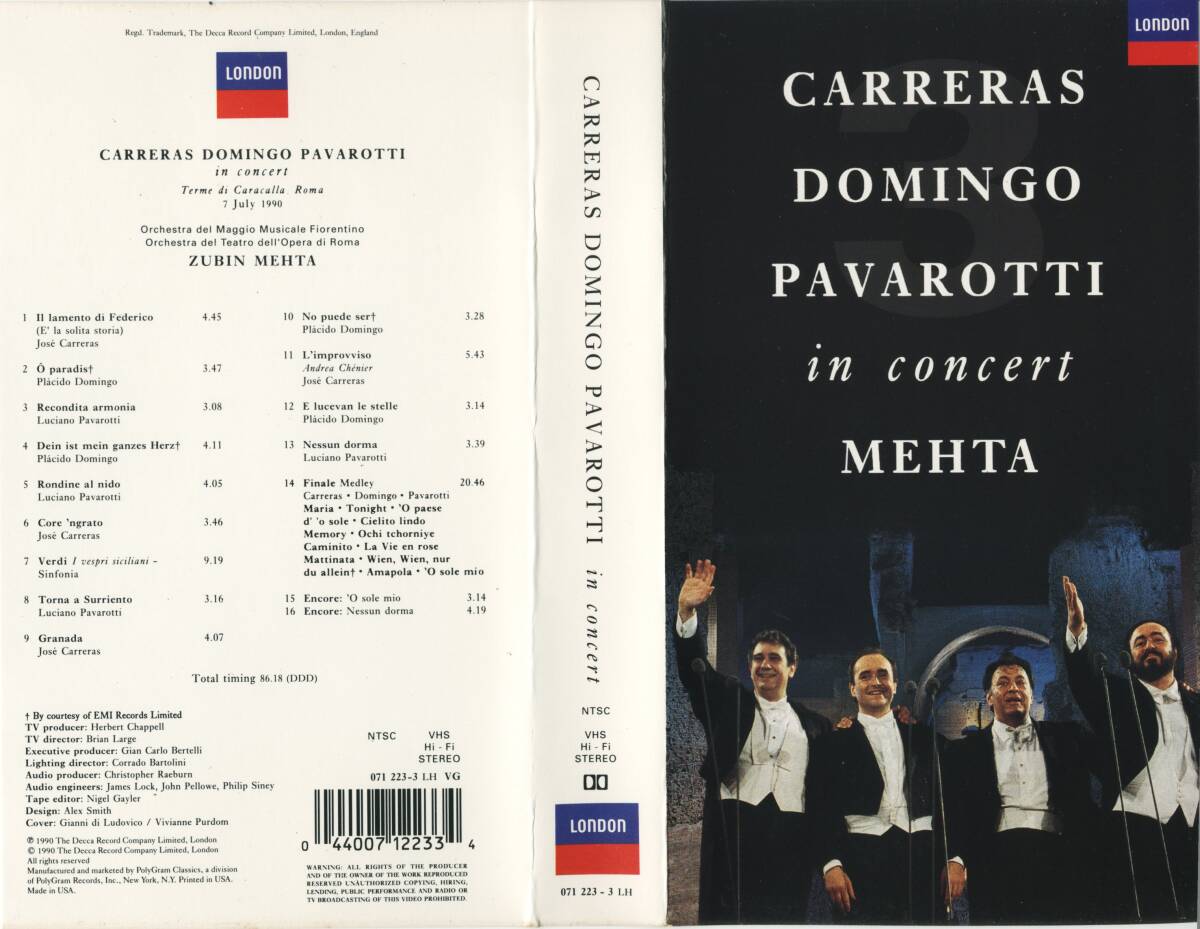 Regd. Trademark, The Decca Record Company Limited, London, England
LONDON
CARRERAS DOMINGO PAVAROTTI
in concert
Terme di Caracalla, Roma
7 July 1990
Orchestra del Maggio Musicale Fiorentino
Orchestra del Teatro dell'Opera di Roma
ZUBIN MEHTA
1 Il lamento di Federico 4.45
(E' la solita storia)
José Carreras
2 Ô paradis† 3.47
Plácido Domingo
3 Recondita armonia 3.08
Luciano Pavarotti
4 Dein ist mein ganzes Herz† 4.11
Plácido Domingo
5 Rondine al nido 4.05
Luciano Pavarotti
6 Core 'ngrato 3.46
José Carreras
7 Verdi I vespri siciliani – 9.19
Sinfonia
8 Torna a Surriento 3.16
Luciano Pavarotti
9 Granada 4.07
José Carreras
10 No puede ser† 3.28
Plácido Domingo
11 L'improvviso 5.43
Andrea Chénier
José Carreras
12 E lucevan le stelle 3.14
Plácido Domingo
13 Nessun dorma 3.39
Luciano Pavarotti
14 Finale Medley 20.46
Carreras • Domingo • Pavarotti
Maria • Tonight • 'O paese
d' 'o sole • Cielito lindo
Memory • Ochi tchorniye
Caminito • La Vie en rose
Mattinata • Wien, Wien, nur
du allein† • Amapola • 'O sole mio
15 Encore: 'O sole mio 3.14
16 Encore: Nessun dorma 4.19
Total timing 86.18 (DDD)
† By courtesy of EMI Records Limited
TV producer: Herbert Chappell
TV director: Brian Large
Executive producer: Gian Carlo Bertelli
Lighting director: Corrado Bartolini
Audio producer: Christopher Raeburn
Audio engineers: James Lock, John Pellowe, Philip Siney
Tape editor: Nigel Gayler
Design: Alex Smith
Cover: Gianni di Ludovico / Vivianne Purdom
℗ 1990 The Decca Record Company Limited, London
© 1990 The Decca Record Company Limited, London
All rights reserved
Manufactured and marketed by PolyGram Classics, a division
of PolyGram Records, Inc., New York, N.Y. Printed in USA.
Made in USA.
NTSC VHS
Hi - Fi
STEREO
071 223-3 LH VG
0 44007 12233 4
WARNING: ALL RIGHTS OF THE PRODUCER
AND OF THE OWNER OF THE WORK REPRODUCED
RESERVED UNAUTHORIZED COPYING, HIRING,
LENDING, PUBLIC PERFORMANCE AND RADIO OR
TV BROADCASTING OF THIS VIDEO PROHIBITED.
CARRERAS DOMINGO PAVAROTTI in concert
NTSC
VHS
Hi - Fi
STEREO
LONDON
071 223 - 3 LH
LONDON
3
CARRERAS
DOMINGO
PAVAROTTI
in concert
MEHTA